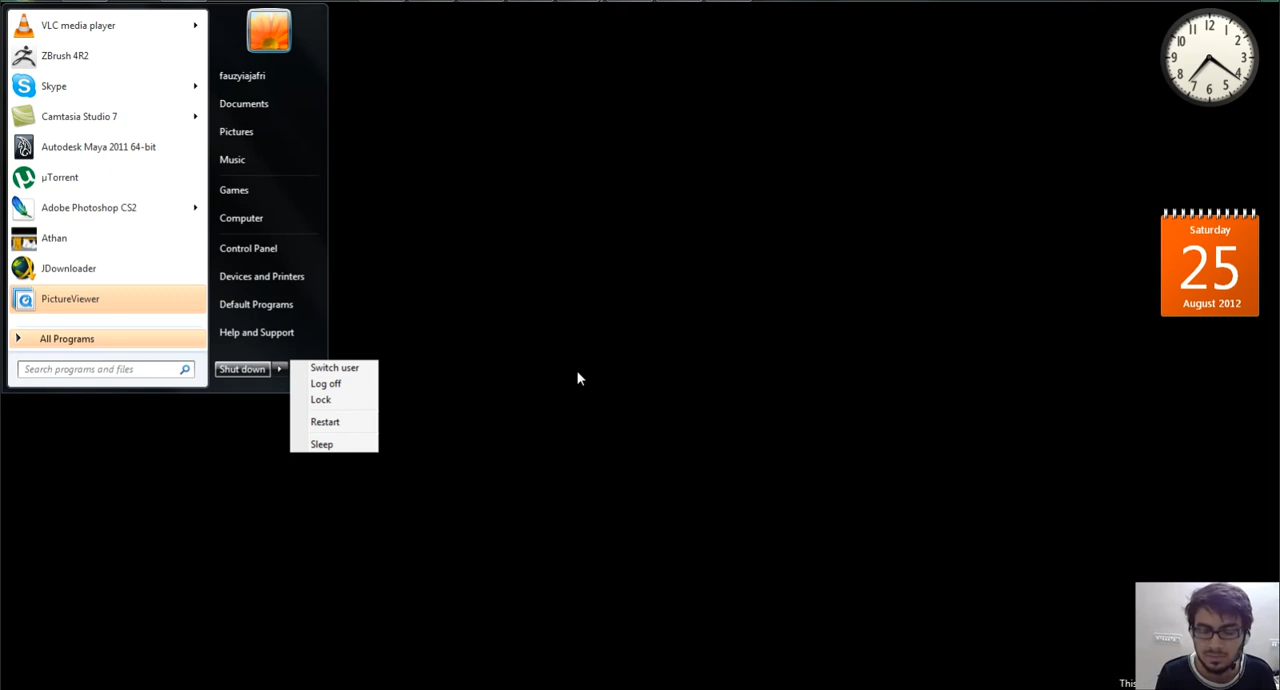 VLC media player
ZBrush 4R2
Skype
Camtasia Studio 7
Autodesk Maya 2011 64-bit
µTorrent
Adobe Photoshop CS2
Athan
JDownloader
PictureViewer
All Programs
Search programs and files
fauzyiajafri
Documents
Pictures
Music
Games
Computer
Control Panel
Devices and Printers
Default Programs
Help and Support
Shut down
Switch user
Log off
Lock
Restart
Sleep
12
1
2
3
4
5
6
7
8
9
10
11
Saturday
25
August 2012
This